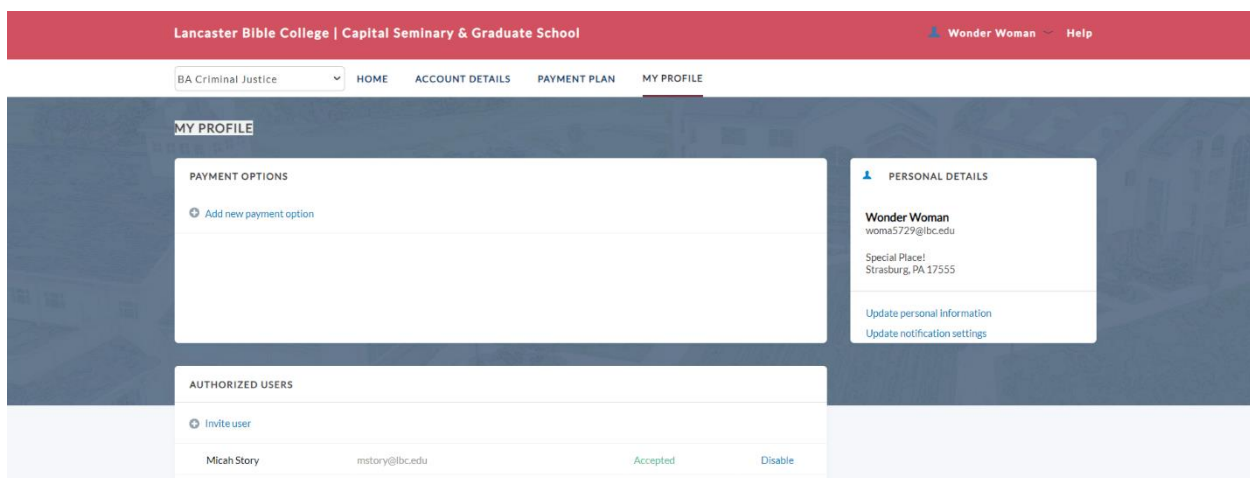 Lancaster Bible College | Capital Seminary & Graduate School
Wonder Woman Help
BA Criminal Justice HOME ACCOUNT DETAILS PAYMENT PLAN MY PROFILE
MY PROFILE
PAYMENT OPTIONS
Add new payment option
PERSONAL DETAILS
Wonder Woman
woma5729@lbc.edu
Special Place!
Strasburg, PA 17555
Update personal information
Update notification settings
AUTHORIZED USERS
Invite user
Micah Story mstory@lbc.edu Accepted Disable